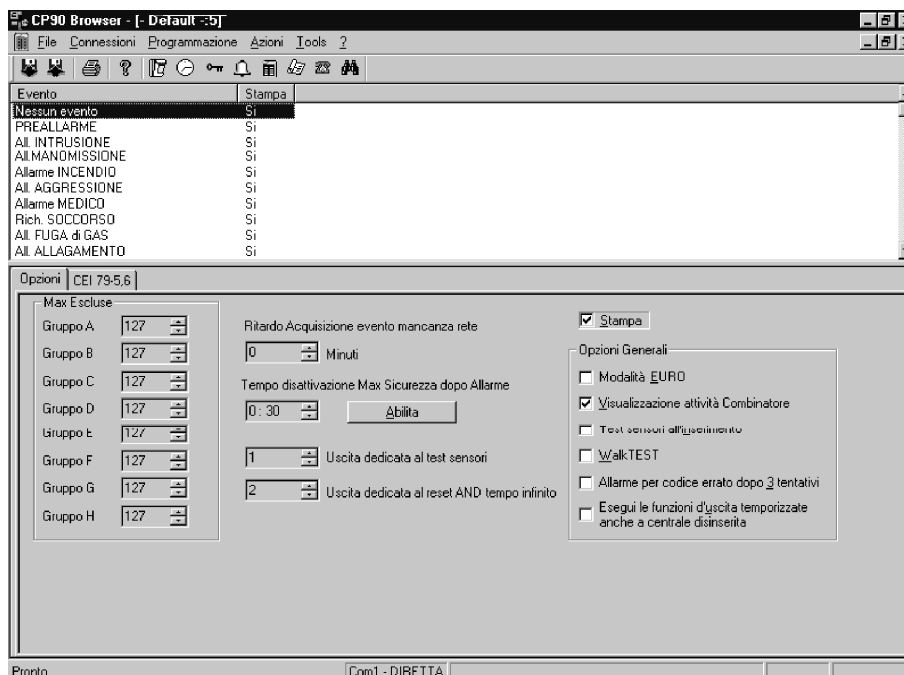 CP90 Browser - [- Default -:5]
File Connessioni Programmazione Azioni Tools ?
Evento Stampa
Nessun evento Si
PREALLARME Si
All. INTRUSIONE Si
All.MANOMISSIONE Si
Allarme INCENDIO Si
All. AGGRESSIONE Si
Allarme MEDICO Si
Rich. SOCCORSO Si
All. FUGA di GAS Si
All. ALLAGAMENTO Si
Opzioni CEI 79-5,6
Max Escluse
Gruppo A 127
Gruppo B 127
Gruppo C 127
Gruppo D 127
Gruppo E 127
Gruppo F 127
Gruppo G 127
Gruppo H 127
Ritardo Acquisizione evento mancanza rete
0 Minuti
Tempo disattivazione Max Sicurezza dopo Allarme
0 : 30 Abilita
1 Uscita dedicata al test sensori
2 Uscita dedicata al reset AND tempo infinito
Stampa
Opzioni Generali
Modalità EURO
Visualizzazione attività Combinatore
Test sensori all'inserimento
WalkTEST
Allarme per codice errato dopo 3 tentativi
Esegui le funzioni d'uscita temporizzate
anche a centrale disinserita
Pronto Com1 - DIRETTA